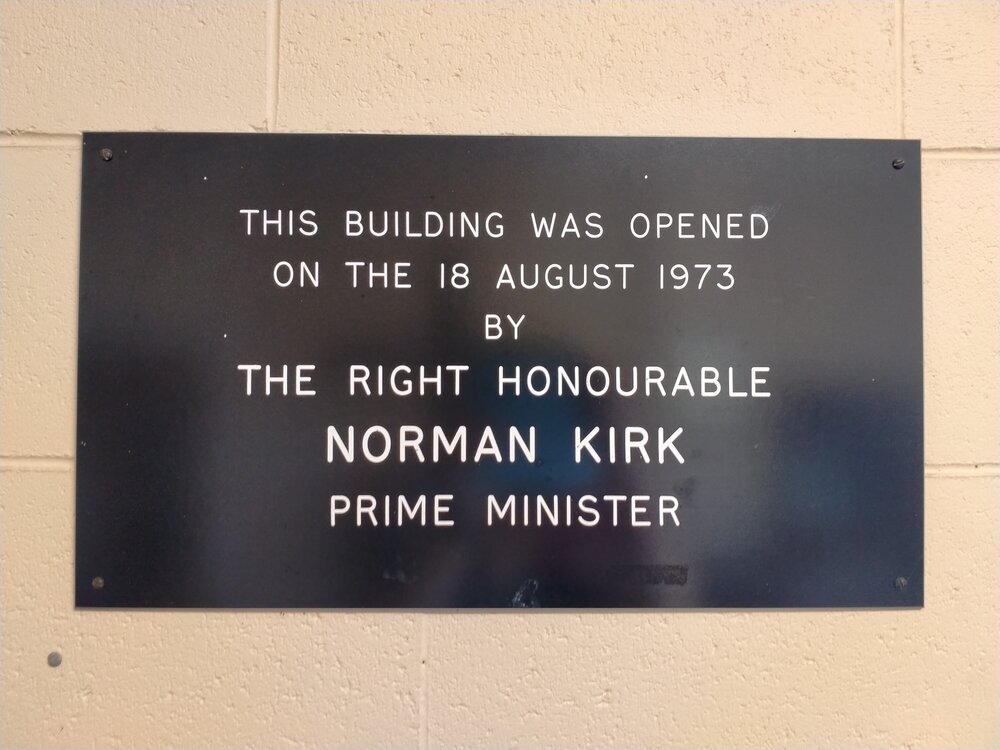 THIS BUILDING WAS OPENED
ON THE 18 AUGUST 1973
BY
THE RIGHT HONOURABLE
NORMAN KIRK
PRIME MINISTER